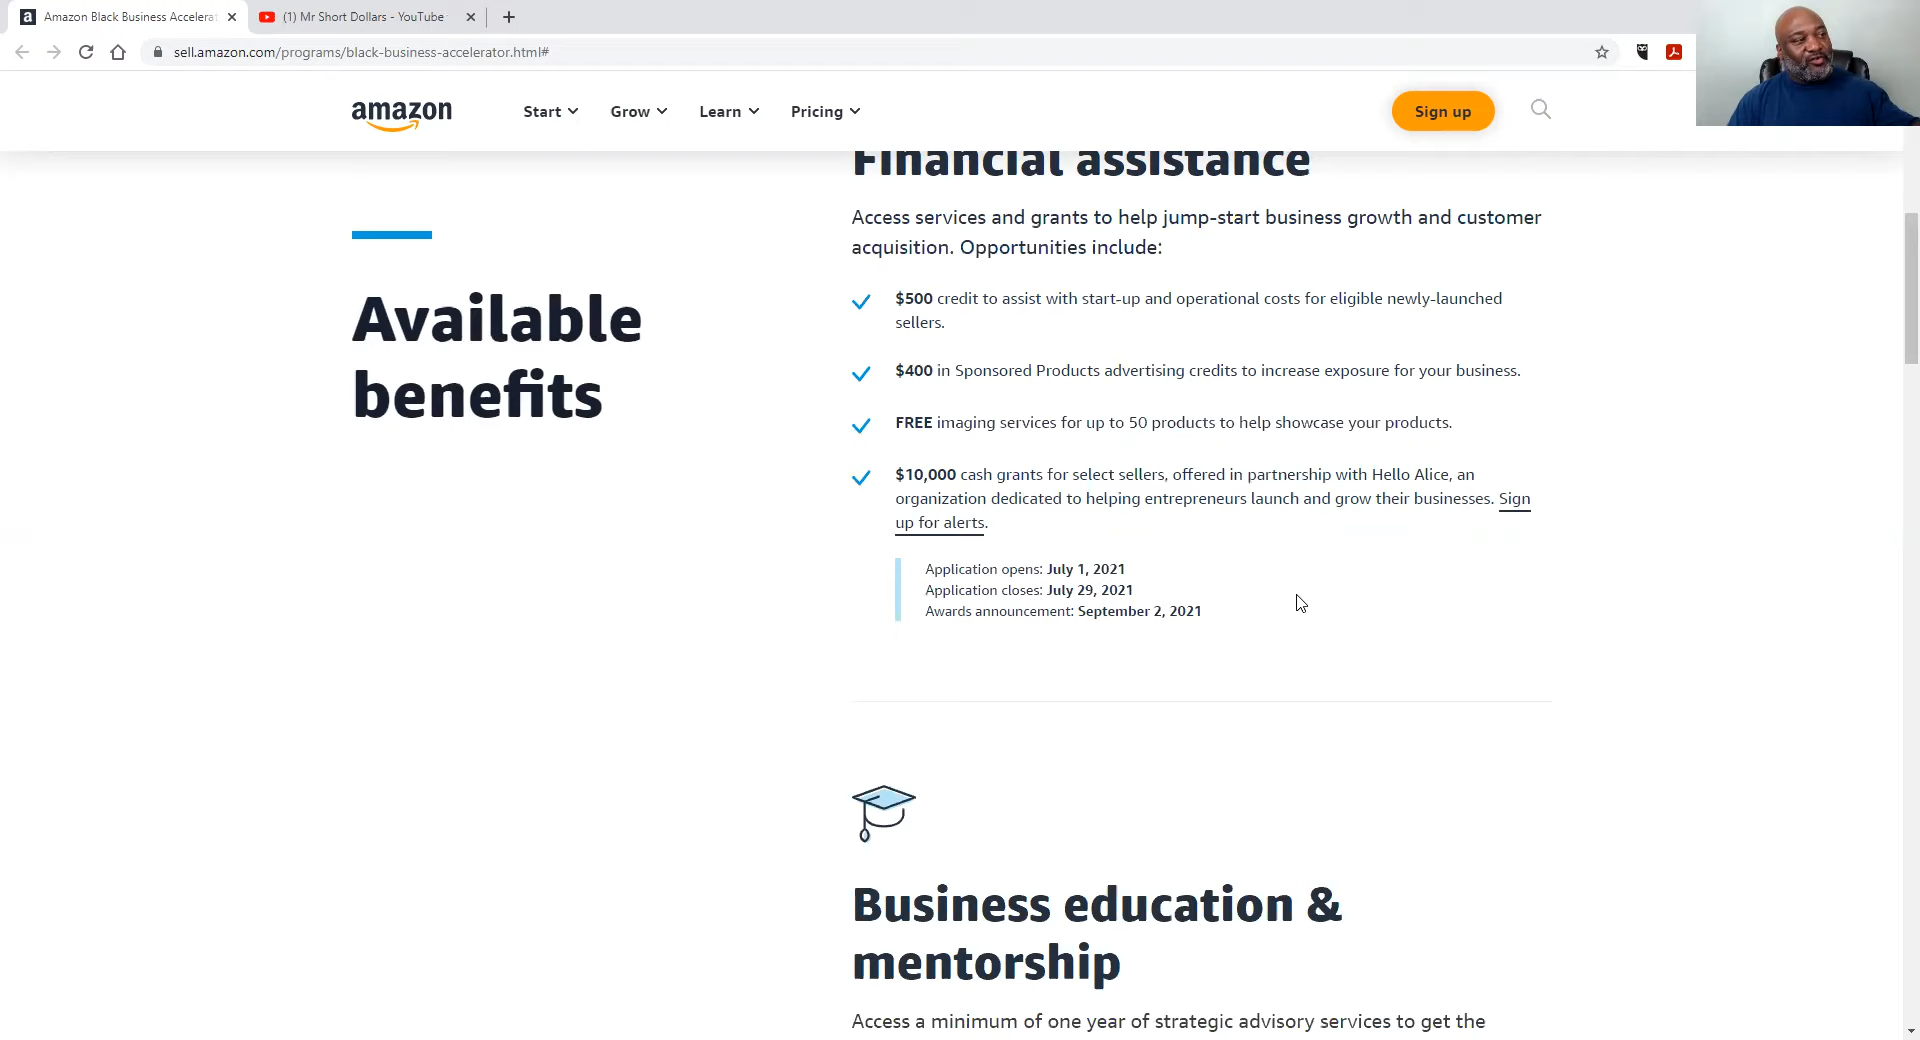 Amazon Black Business Accelerat
(1) Mr Short Dollars - YouTube
sell.amazon.com/programs/black-business-accelerator.html#
amazon
Start
Grow
Learn
Pricing
Sign up
Financial assistance
Access services and grants to help jump-start business growth and customer
acquisition. Opportunities include:
Available
benefits
$500 credit to assist with start-up and operational costs for eligible newly-launched
sellers.
$400 in Sponsored Products advertising credits to increase exposure for your business.
FREE imaging services for up to 50 products to help showcase your products.
$10,000 cash grants for select sellers, offered in partnership with Hello Alice, an
organization dedicated to helping entrepreneurs launch and grow their businesses. Sign
up for alerts.
Application opens: July 1, 2021
Application closes: July 29, 2021
Awards announcement: September 2, 2021
Business education &
mentorship
Access a minimum of one year of strategic advisory services to get the